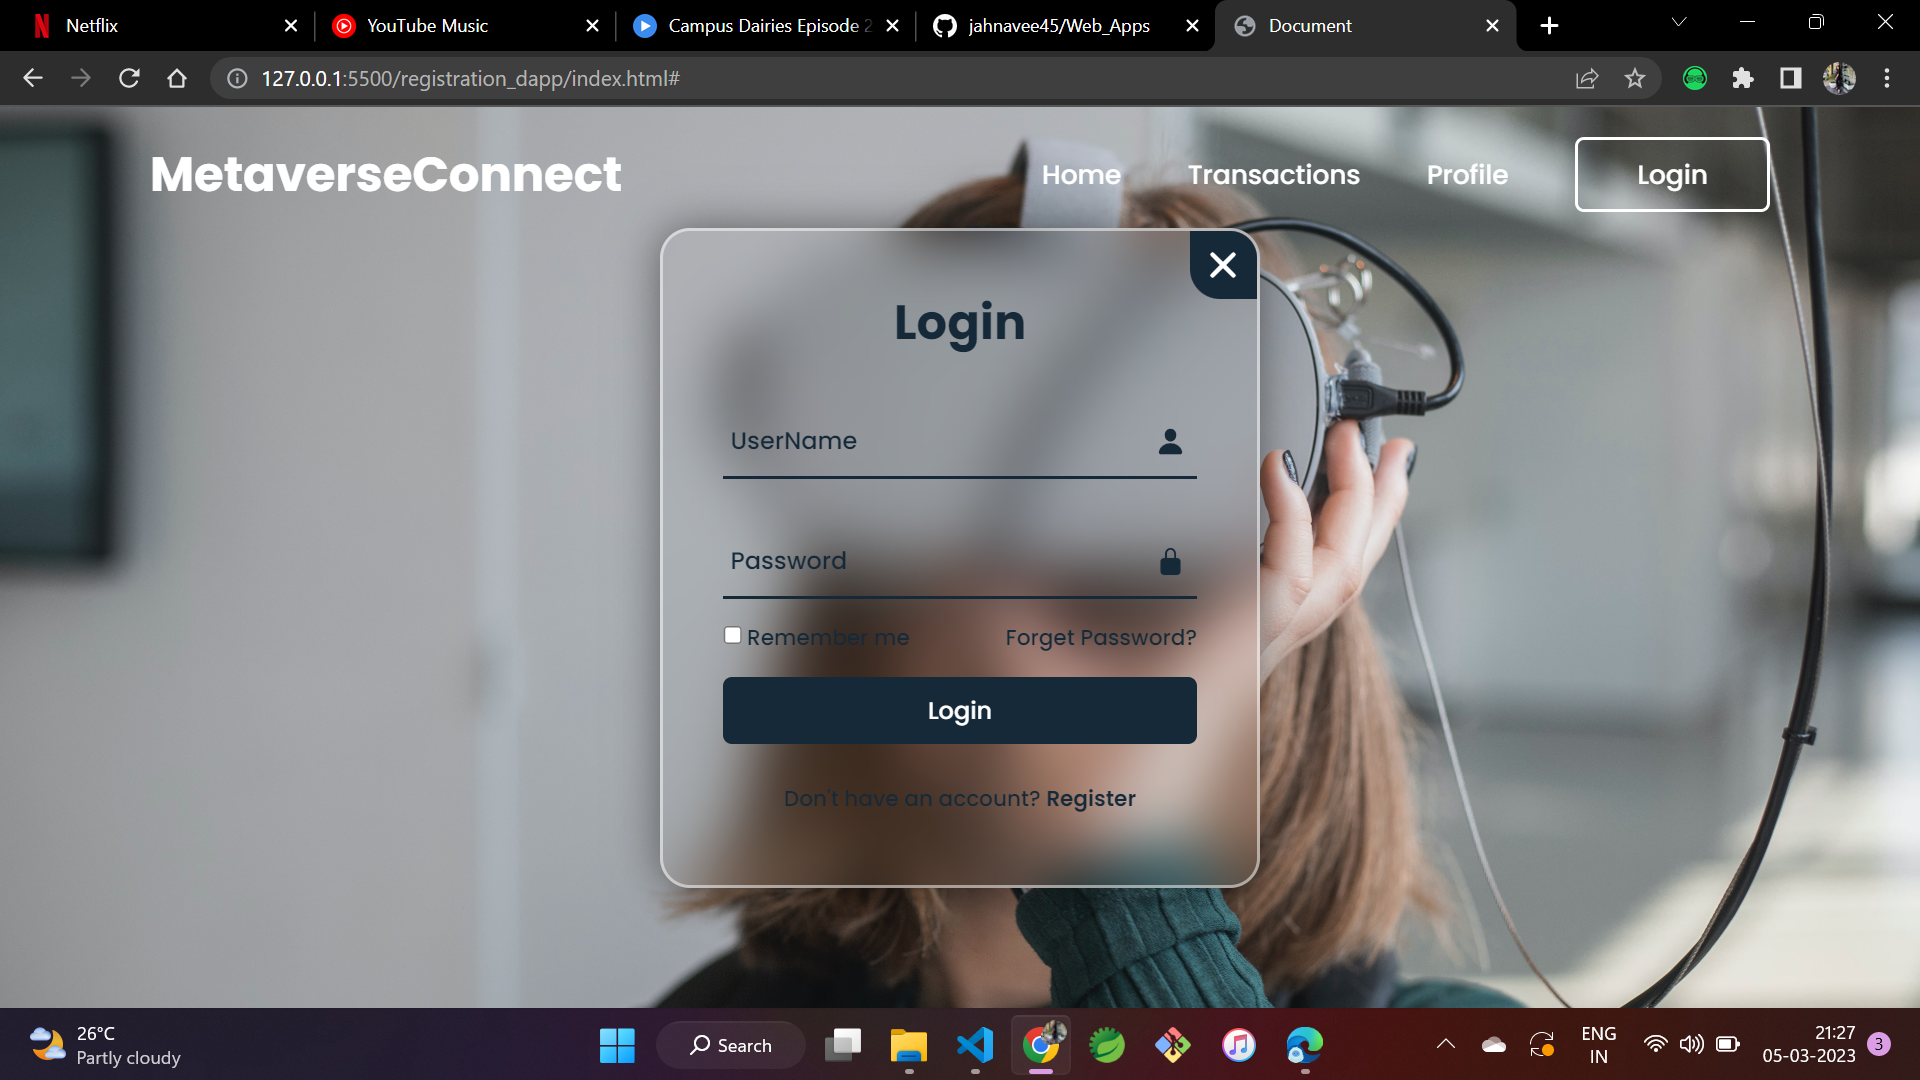 Netflix
YouTube Music
Campus Dairies Episode 2
jahnavee45/Web_Apps
Document
127.0.0.1:5500/registration_dapp/index.html#
MetaverseConnect
Home
Transactions
Profile
Login
Login
UserName
Password
Remember me
Forget Password?
Login
Don't have an account? Register
26°C
Partly cloudy
Search
ENG
IN
21:27
05-03-2023
3